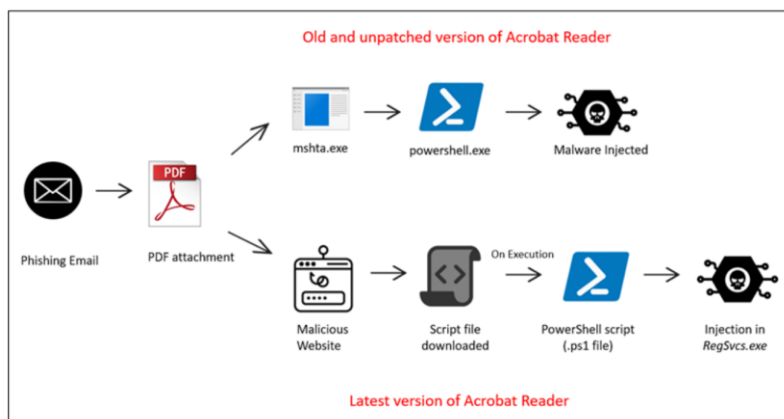 Old and unpatched version of Acrobat Reader
mshta.exe
powershell.exe
Malware Injected
PDF
Phishing Email
PDF attachment
On Execution
Malicious
Website
Script file
downloaded
PowerShell script
(.ps1 file)
Injection in
RegSvcs.exe
Latest version of Acrobat Reader